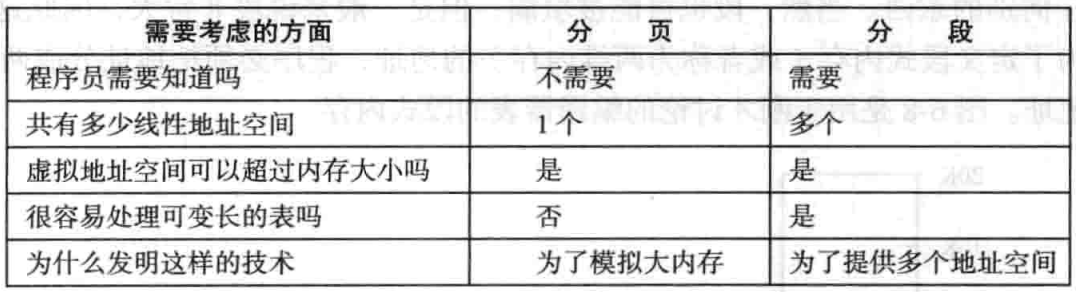 需要考虑的方面 分 页 分 段
程序员需要知道吗 不需要 需要
共有多少线性地址空间 1个 多个
虚拟地址空间可以超过内存大小吗 是 是
很容易处理可变长的表吗 否 是
为什么发明这样的技术 为了模拟大内存 为了提供多个地址空间